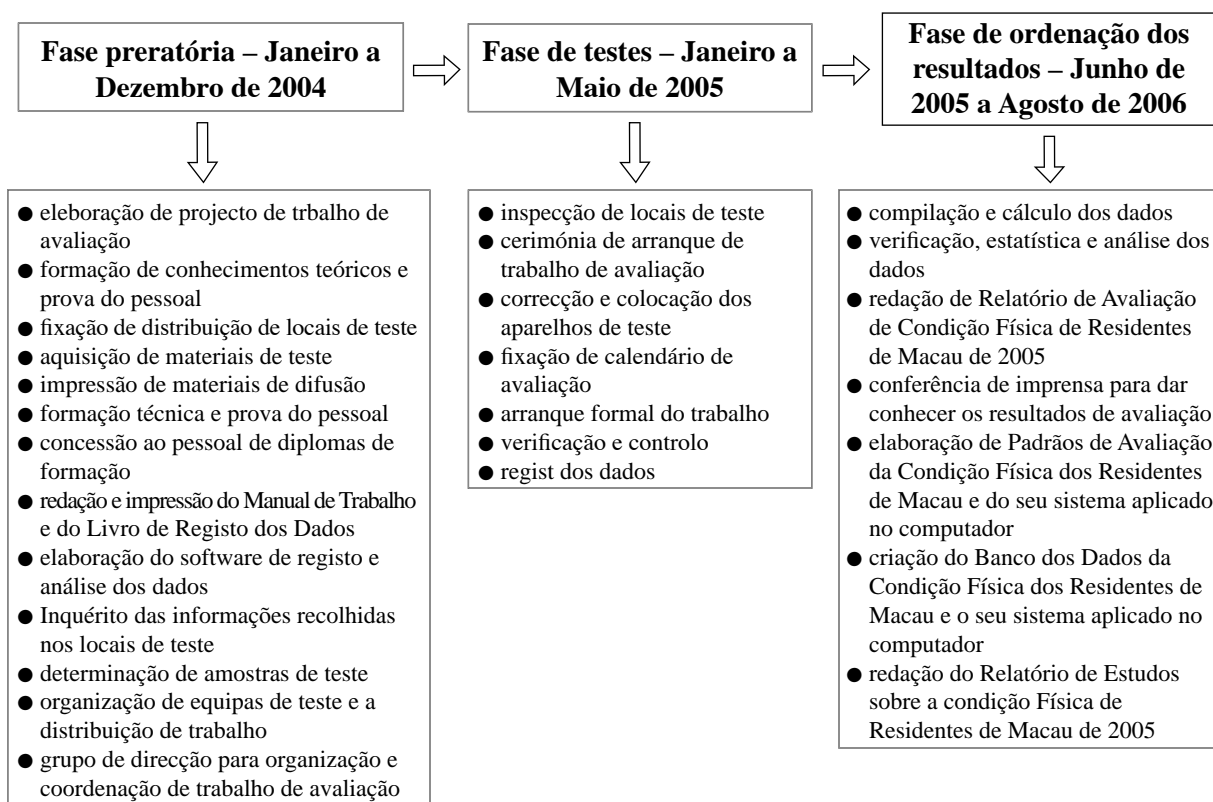 Fase preratória – Janeiro a
Dezembro de 2004
Fase de testes – Janeiro a
Maio de 2005
Fase de ordenação dos
resultados – Junho de
2005 a Agosto de 2006
● eleboração de projecto de trbalho de
avaliação
● formação de conhecimentos teóricos e
prova do pessoal
● fixação de distribuição de locais de teste
● aquisição de materiais de teste
● impressão de materiais de difusão
● formação técnica e prova do pessoal
● concessão ao pessoal de diplomas de
formação
● redação e impressão do Manual de Trabalho
e do Livro de Registo dos Dados
● elaboração do software de registo e
análise dos dados
● Inquérito das informações recolhidas
nos locais de teste
● determinação de amostras de teste
● organização de equipas de teste e a
distribuição de trabalho
● grupo de direcção para organização e
coordenação de trabalho de avaliação
● inspecção de locais de teste
● cerimónia de arranque de
trabalho de avaliação
● correcção e colocação dos
aparelhos de teste
● fixação de calendário de
avaliação
● arranque formal do trabalho
● verificação e controlo
● regist dos dados
● compilação e cálculo dos dados
● verificação, estatística e análise dos
dados
● redação de Relatório de Avaliação
de Condição Física de Residentes
de Macau de 2005
● conferência de imprensa para dar
conhecer os resultados de avaliação
● elaboração de Padrãos de Avaliação
da Condição Física dos Residentes
de Macau e do seu sistema aplicado
no computador
● criação do Banco dos Dados da
Condição Física dos Residentes de
Macau e o seu sistema aplicado no
computador
● redação do Relatório de Estudos
sobre a condição Física de
Residentes de Macau de 2005